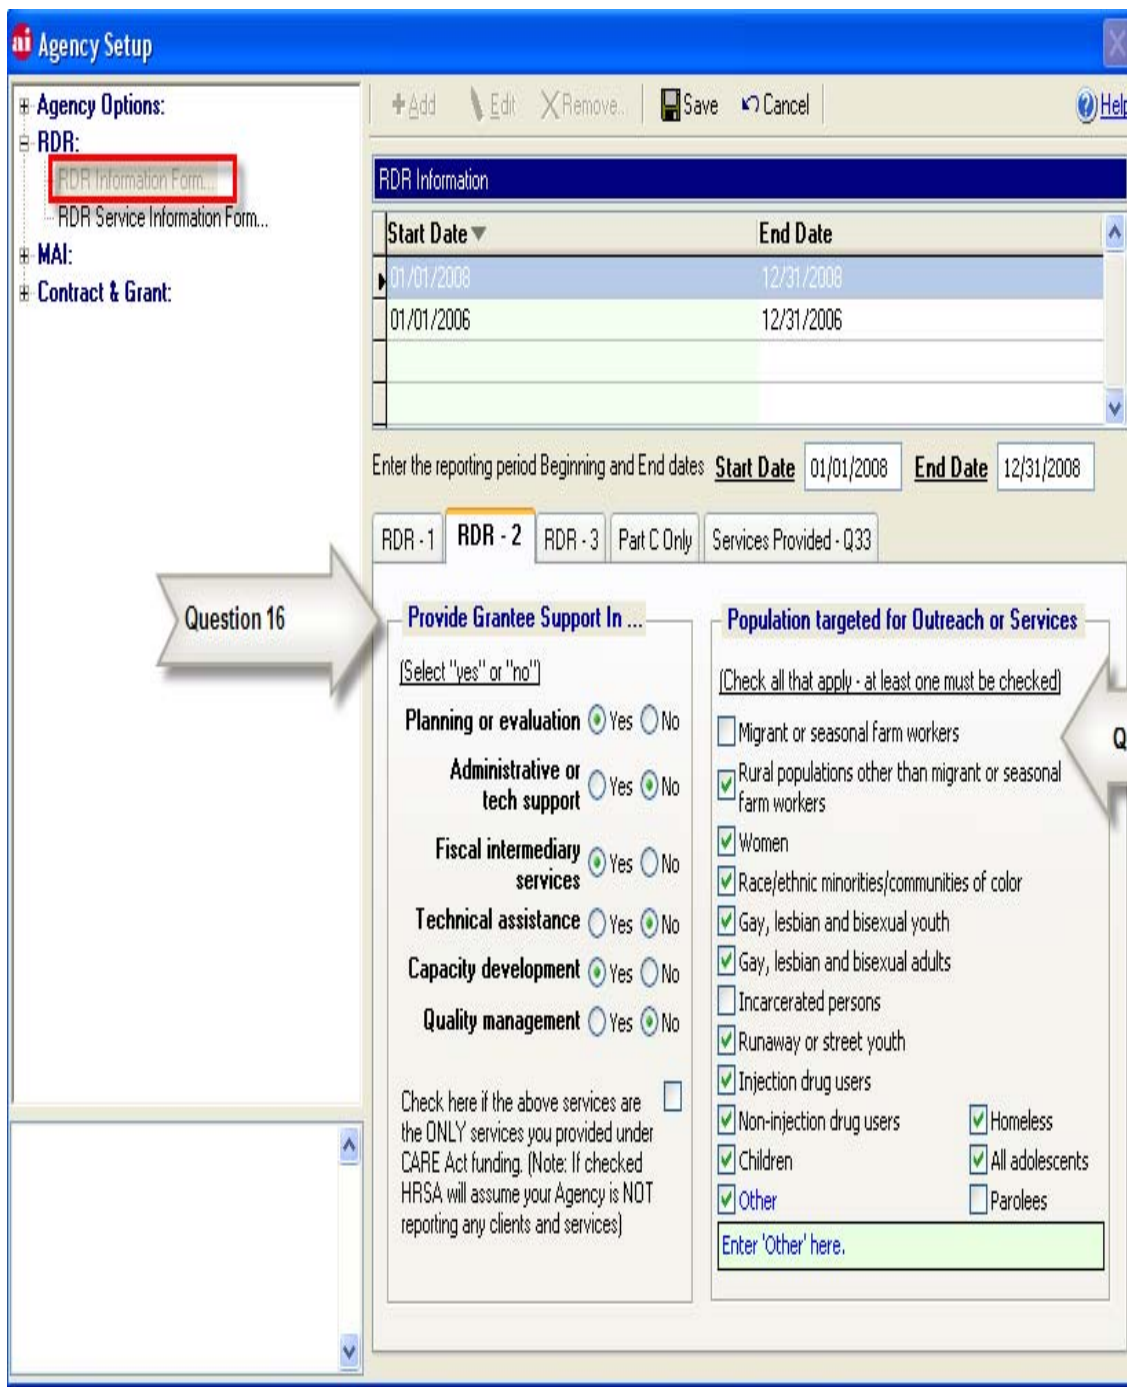 ai Agency Setup
Agency Options:
RDR:
RDR Information Form...
RDR Service Information Form...
MAI:
Contract & Grant:
Add Edit Remove... Save Cancel Help
RDR Information
Start Date End Date
01/01/2008 12/31/2008
01/01/2006 12/31/2006
Enter the reporting period Beginning and End dates Start Date 01/01/2008 End Date 12/31/2008
RDR - 1 RDR - 2 RDR - 3 Part C Only Services Provided - Q33
Question 16
Provide Grantee Support In ...
(Select "yes" or "no")
Planning or evaluation Yes No
Administrative or
tech support Yes No
Fiscal intermediary
services Yes No
Technical assistance Yes No
Capacity development Yes No
Quality management Yes No
Check here if the above services are
the ONLY services you provided under
CARE Act funding. (Note: If checked
HRSA will assume your Agency is NOT
reporting any clients and services)
Population targeted for Outreach or Services
(Check all that apply - at least one must be checked)
Q
Migrant or seasonal farm workers
Rural populations other than migrant or seasonal
farm workers
Women
Race/ethnic minorities/communities of color
Gay, lesbian and bisexual youth
Gay, lesbian and bisexual adults
Incarcerated persons
Runaway or street youth
Injection drug users
Non-injection drug users Homeless
Children All adolescents
Other Parolees
Enter 'Other' here.